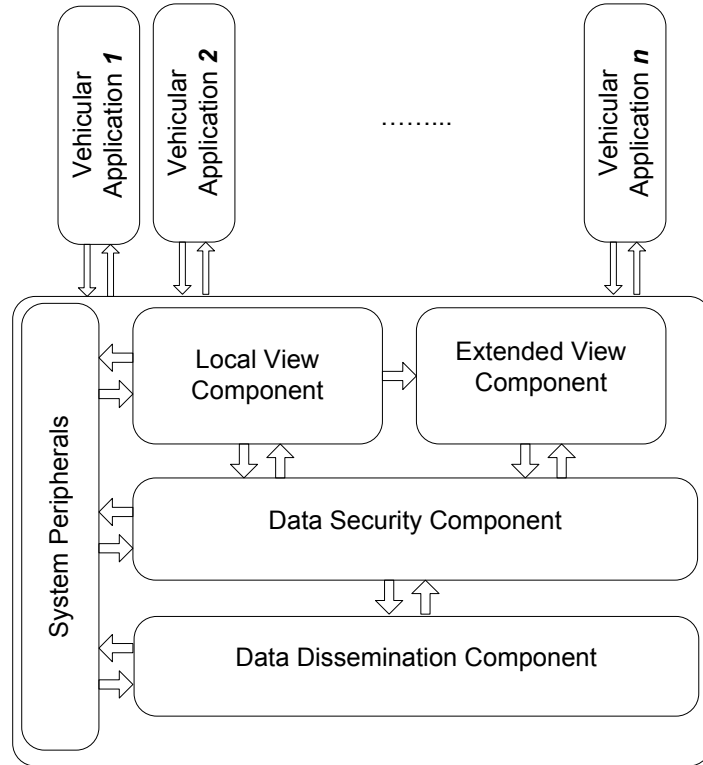 Vehicular
Application 1
Vehicular
Application 2
.........
Vehicular
Application n
System Peripherals
Local View
Component
Extended View
Component
Data Security Component
Data Dissemination Component